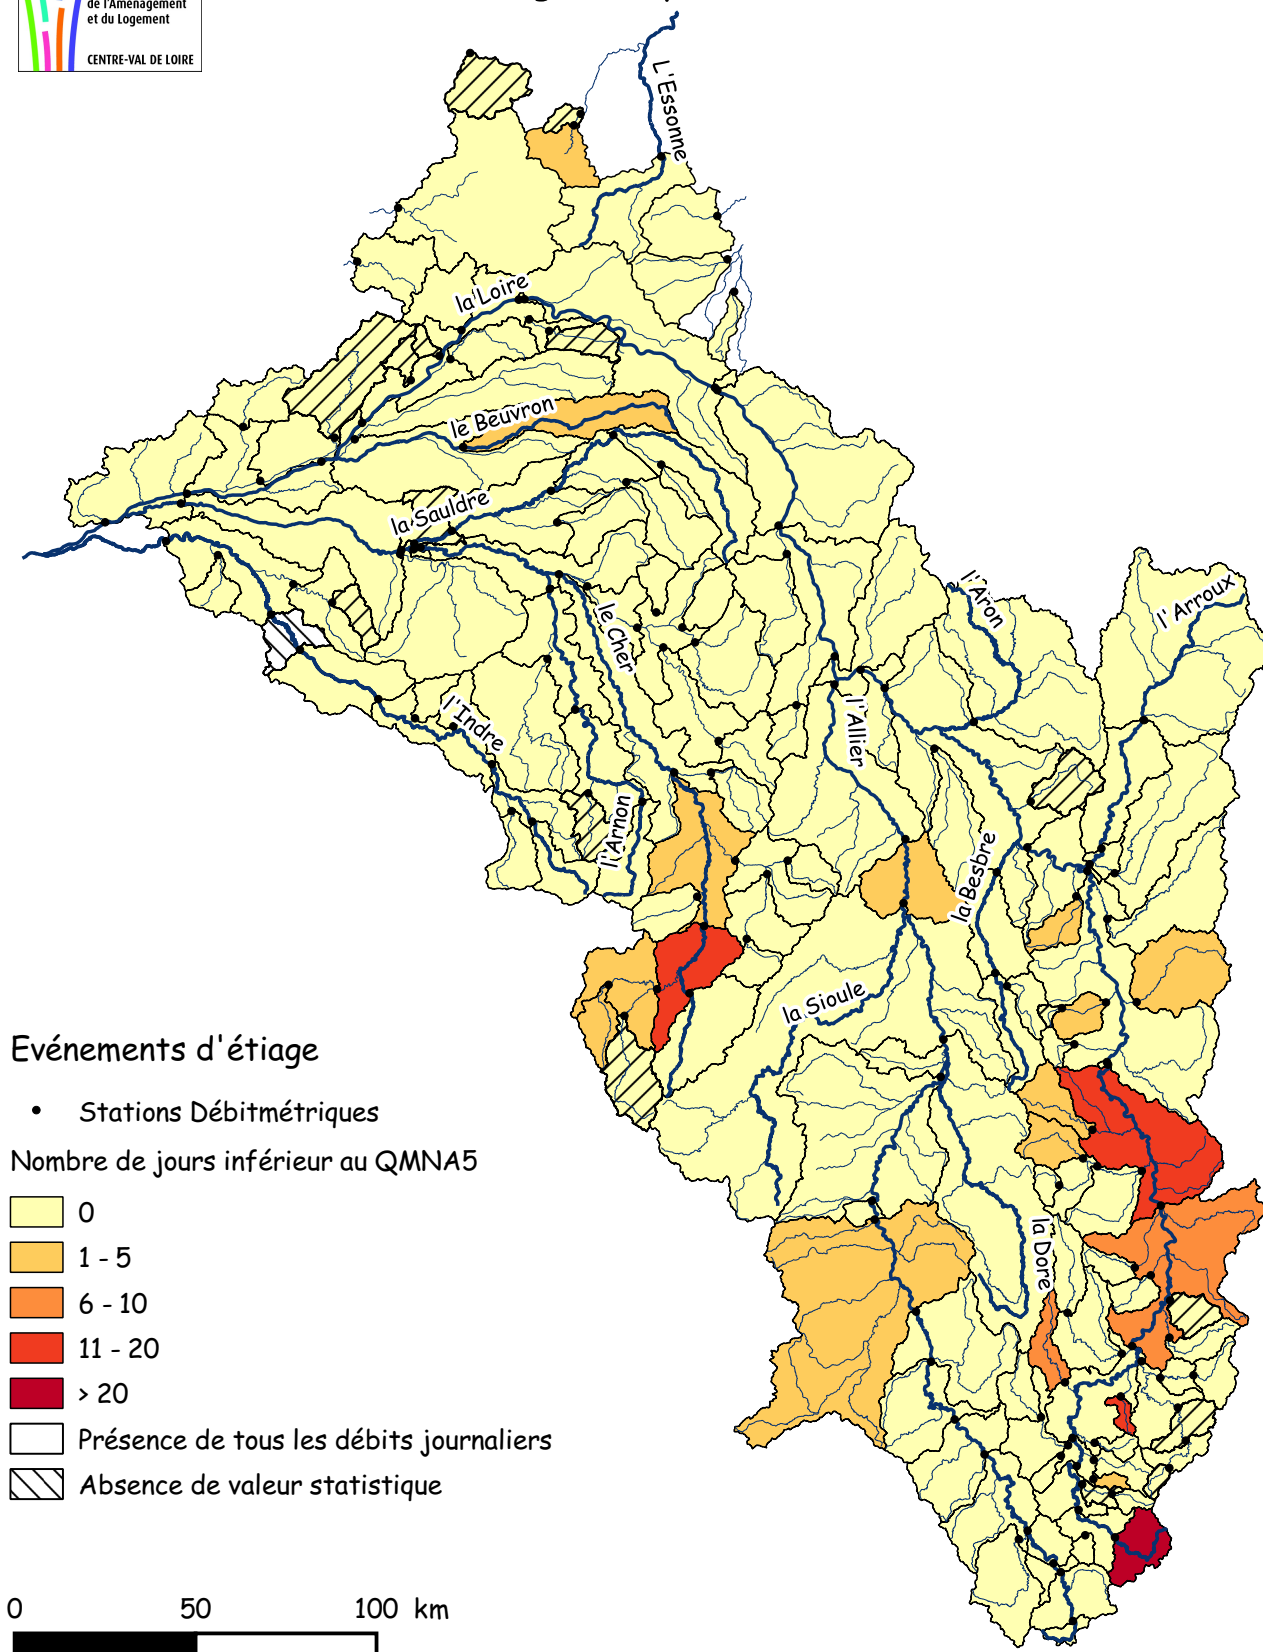 de l'Aménagement
et du Logement
CENTRE-VAL DE LOIRE
L'Essonne
la Loire
le Beuvron
la Sauldre
l'Aron
l'Arroux
le Cher
l'Indre
l'Allier
l'Arnon
la Besbre
la Sioule
la Dore
Evénements d'étiage
Stations Débitmétriques
Nombre de jours inférieur au QMNA5
0
1 - 5
6 - 10
11 - 20
> 20
Présence de tous les débits journaliers
Absence de valeur statistique
0 50 100 km